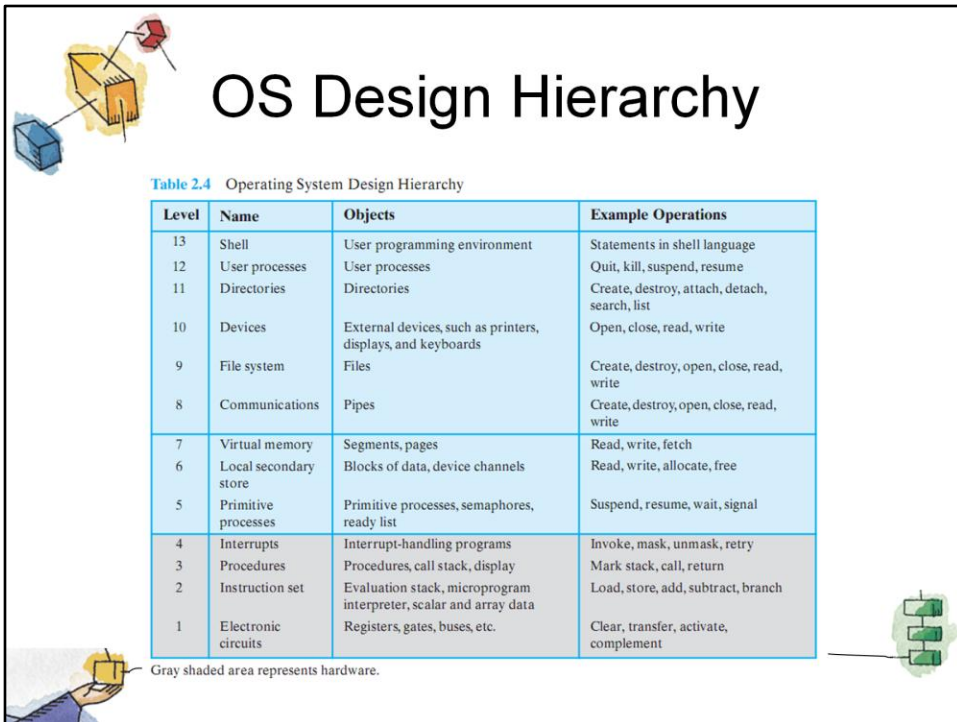 OS Design Hierarchy
Table 2.4 Operating System Design Hierarchy
Level Name Objects Example Operations
13 Shell User programming environment Statements in shell language
12 User processes User processes Quit, kill, suspend, resume
11 Directories Directories Create, destroy, attach, detach,
search, list
10 Devices External devices, such as printers, Open, close, read, write
displays, and keyboards
9 File system Files Create, destroy, open, close, read,
write
8 Communications Pipes Create, destroy, open, close, read,
write
7 Virtual memory Segments, pages Read, write, fetch
6 Local secondary Blocks of data, device channels Read, write, allocate, free
store
5 Primitive Primitive processes, semaphores, Suspend, resume, wait, signal
processes ready list
4 Interrupts Interrupt-handling programs Invoke, mask, unmask, retry
3 Procedures Procedures, call stack, display Mark stack, call, return
2 Instruction set Evaluation stack, microprogram Load, store, add, subtract, branch
interpreter, scalar and array data
1 Electronic Registers, gates, buses, etc. Clear, transfer, activate,
circuits complement
Gray shaded area represents hardware.